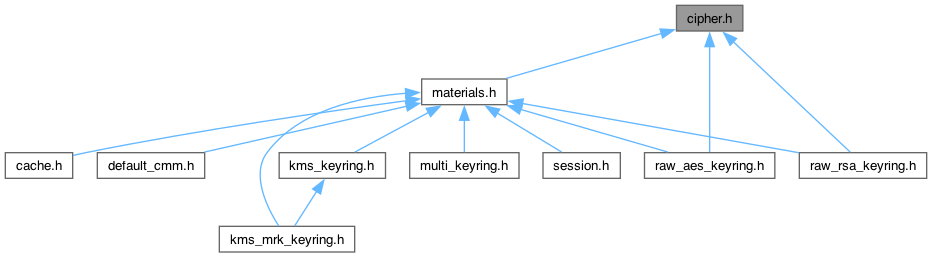 cipher.h
materials.h
cache.h
default_cmm.h
kms_keyring.h
multi_keyring.h
session.h
raw_aes_keyring.h
raw_rsa_keyring.h
kms_mrk_keyring.h